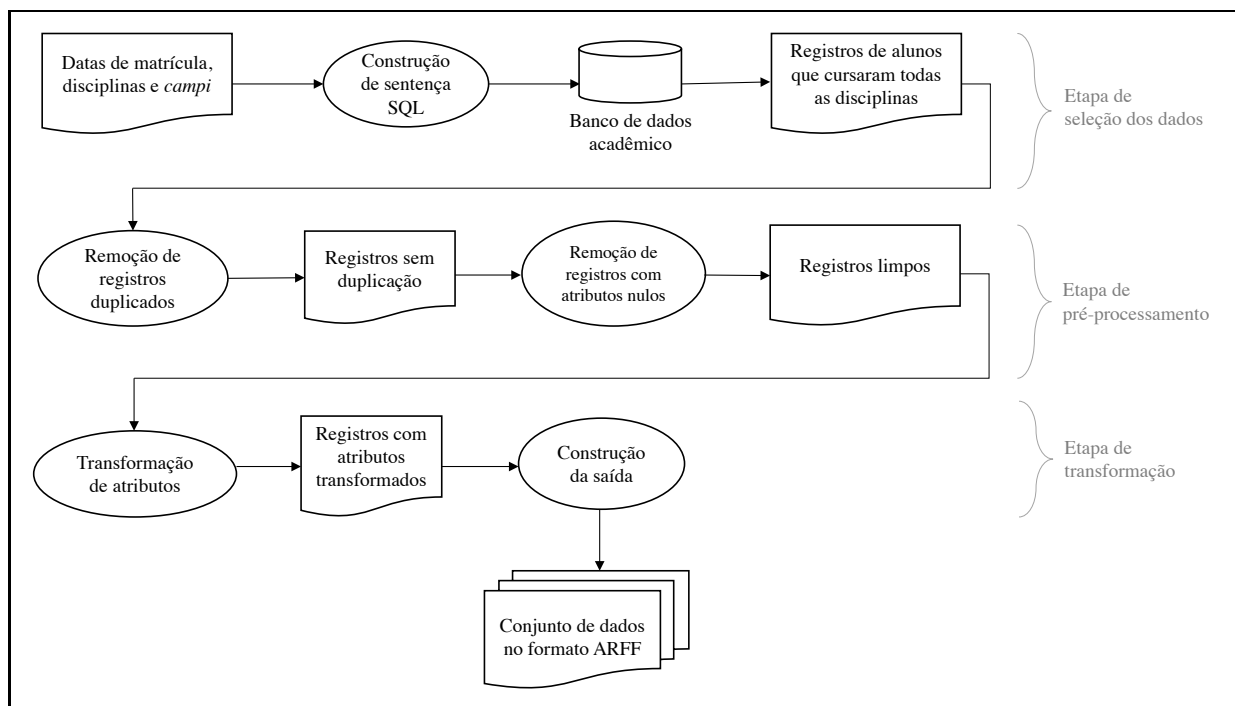 Datas de matrícula,
disciplinas e campi
Construção
de sentença
SQL
Banco de dados
acadêmico
Registros de alunos
que cursaram todas
as disciplinas
Etapa de
seleção dos dados
Remoção de
registros
duplicados
Registros sem
duplicação
Remoção de
registros com
atributos nulos
Registros limpos
Etapa de
pré-processamento
Transformação
de atributos
Registros com
atributos
transformados
Construção
da saída
Etapa de
transformação
Conjunto de dados
no formato ARFF